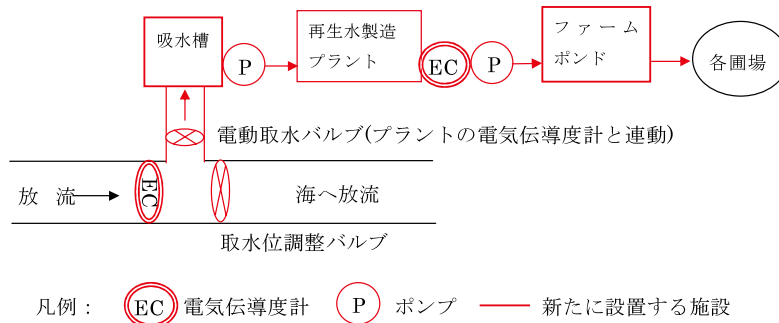 吸水槽
P
再生水製造
プラント
EC
P
ファーム
ポンド
各圃場
電動取水バルブ(プラントの電気伝導度計と連動)
放 流
EC
海へ放流
取水位調整バルブ
凡例：
EC
電気伝導度計
P
ポンプ
新たに設置する施設